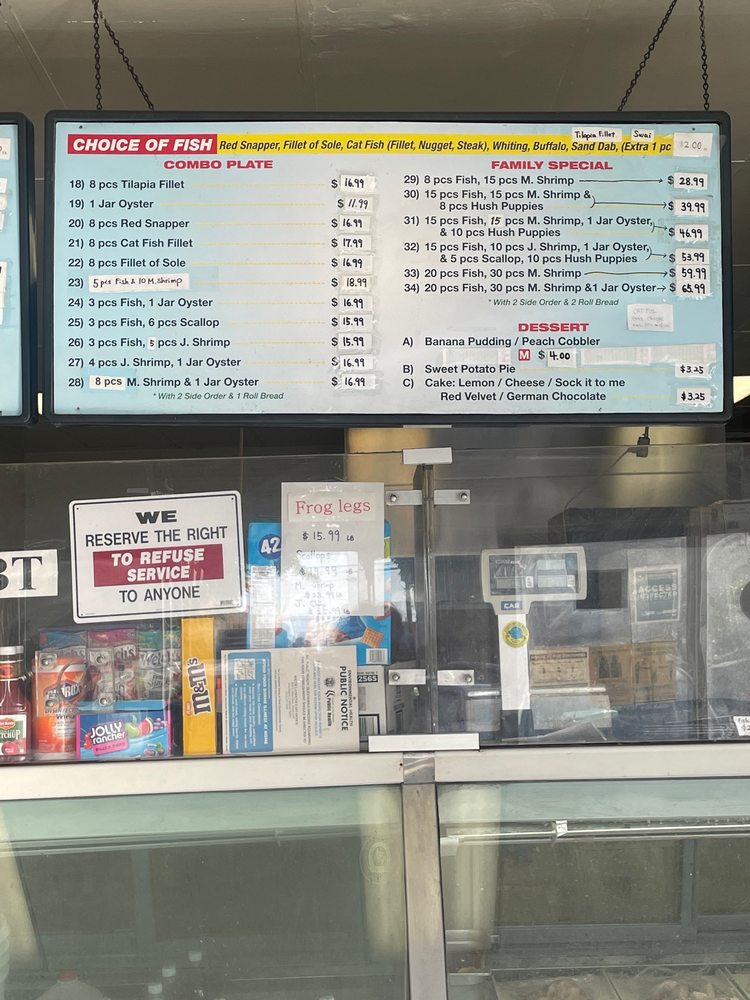 Tilapia Fillet Swai
CHOICE OF FISH Red Snapper, Fillet of Sole, Cat Fish (Fillet, Nugget, Steak), Whiting, Buffalo, Sand Dab, (Extra 1 pc $2.00
COMBO PLATE
18) 8 pcs Tilapia Fillet $ 16.99
19) 1 Jar Oyster $ 11.99
20) 8 pcs Red Snapper $ 16.99
21) 8 pcs Cat Fish Fillet $ 17.99
22) 8 pcs Fillet of Sole $ 16.99
23) 5 pcs Fish & 10 M. Shrimp $ 18.99
24) 3 pcs Fish, 1 Jar Oyster $ 16.99
25) 3 pcs Fish, 6 pcs Scallop $ 15.99
26) 3 pcs Fish, 5 pcs J. Shrimp $ 15.99
27) 4 pcs J. Shrimp, 1 Jar Oyster $ 16.99
28) 8 pcs M. Shrimp & 1 Jar Oyster $ 16.99
* With 2 Side Order & 1 Roll Bread
FAMILY SPECIAL
29) 8 pcs Fish, 15 pcs M. Shrimp $ 28.99
30) 15 pcs Fish, 15 pcs M. Shrimp &
8 pcs Hush Puppies $ 39.99
31) 15 pcs Fish, 15 pcs M. Shrimp, 1 Jar Oyster,
& 10 pcs Hush Puppies $ 46.99
32) 15 pcs Fish, 10 pcs J. Shrimp, 1 Jar Oyster,
& 5 pcs Scallop, 10 pcs Hush Puppies $ 53.99
33) 20 pcs Fish, 30 pcs M. Shrimp $ 59.99
34) 20 pcs Fish, 30 pcs M. Shrimp &1 Jar Oyster $ 65.99
* With 2 Side Order & 2 Roll Bread
DESSERT
A) Banana Pudding / Peach Cobbler
M $ 4.00
B) Sweet Potato Pie $3.25
C) Cake: Lemon / Cheese / Sock it to me
Red Velvet / German Chocolate $3.25
BT
WE
RESERVE THE RIGHT
TO REFUSE
SERVICE
TO ANYONE
Frog legs
$15.99 LB
Scallops
M. Shrimp
42
M&M's
JOLLY
RANCHER
ENVIRONMENTAL HEALTH
PUBLIC NOTICE
Public Health
2565
CAS
ACCESS
INSPECTED